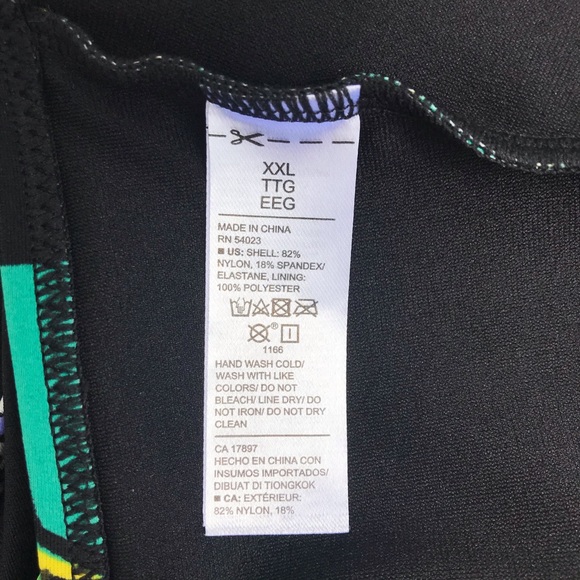 XXL
TTG
EEG
MADE IN CHINA
RN 54023
■ US: SHELL: 82%
NYLON, 18% SPANDEX/
ELASTANE, LINING:
100% POLYESTER
1166
HAND WASH COLD/
WASH WITH LIKE
COLORS/ DO NOT
BLEACH/ LINE DRY/ DO
NOT IRON/ DO NOT DRY
CLEAN
CA 17897
HECHO EN CHINA CON
INSUMOS IMPORTADOS/
DIBUAT DI TIONGKOK
■ CA: EXTÉRIEUR:
82% NYLON, 18%